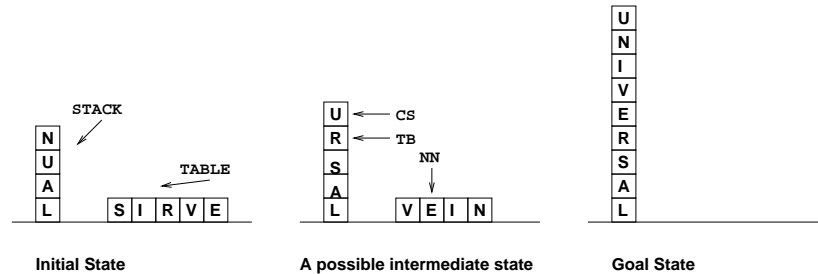 STACK
N
U
A
L
TABLE
S I R V E
Initial State
U
R
S
A
L
CS
TB
NN
V E I N
A possible intermediate state
U
N
I
V
E
R
S
A
L
Goal State